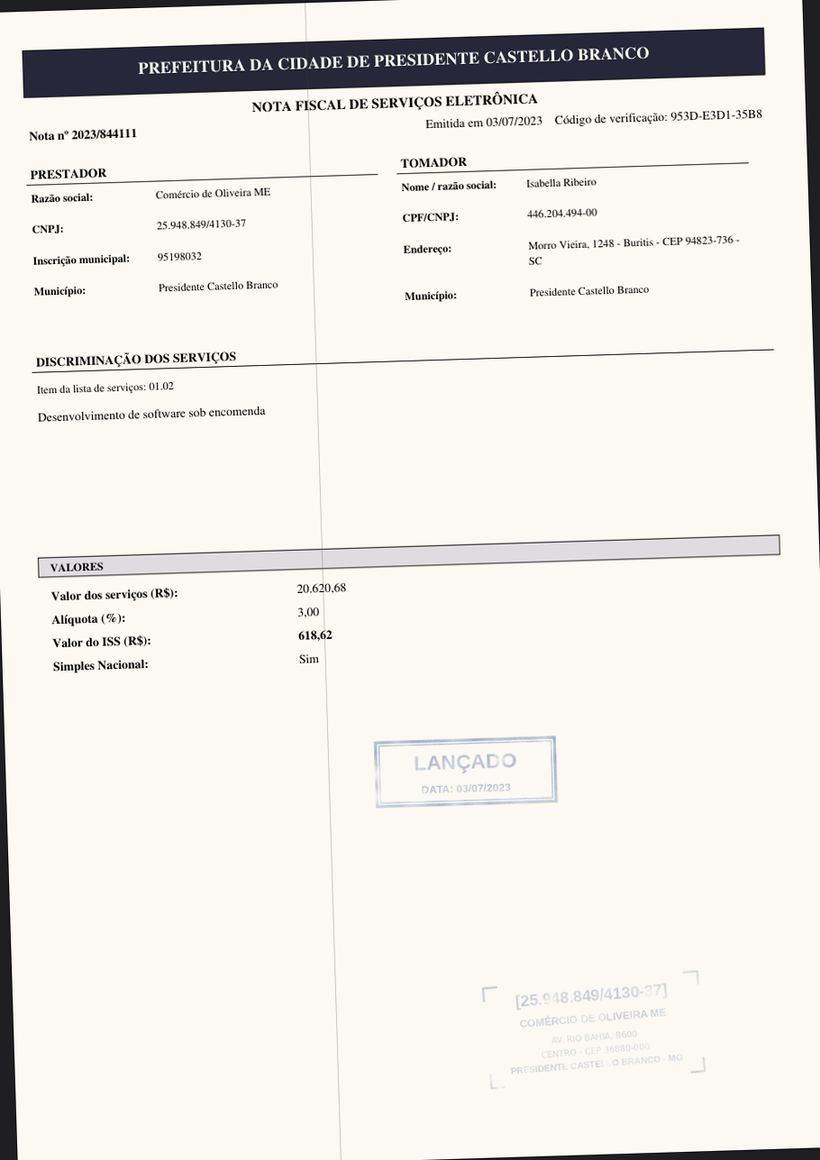 PREFEITURA DA CIDADE DE PRESIDENTE CASTELLO BRANCO
NOTA FISCAL DE SERVIÇOS ELETRÔNICA
Nota nº 2023/844111
Emitida em 03/07/2023 Código de verificação: 953D-E3D1-35B8
PRESTADOR
Razão social: Comércio de Oliveira ME
CNPJ: 25.948.849/4130-37
Inscrição municipal: 95198032
Município: Presidente Castello Branco
TOMADOR
Nome / razão social: Isabella Ribeiro
CPF/CNPJ: 446.204.494-00
Endereço: Morro Vieira, 1248 - Buritis - CEP 94823-736 -
SC
Município: Presidente Castello Branco
DISCRIMINAÇÃO DOS SERVIÇOS
Item da lista de serviços: 01.02
Desenvolvimento de software sob encomenda
VALORES
Valor dos serviços (R$): 20.620,68
Alíquota (%): 3,00
Valor do ISS (R$): 618,62
Simples Nacional: Sim
LANÇADO
DATA: 03/07/2023
[25.948.849/4130-37]
COMÉRCIO DE OLIVEIRA ME
AV. RIO BAHIA, 8600
CENTRO - CEP 36880-000
PRESIDENTE CASTELLO BRANCO - MG